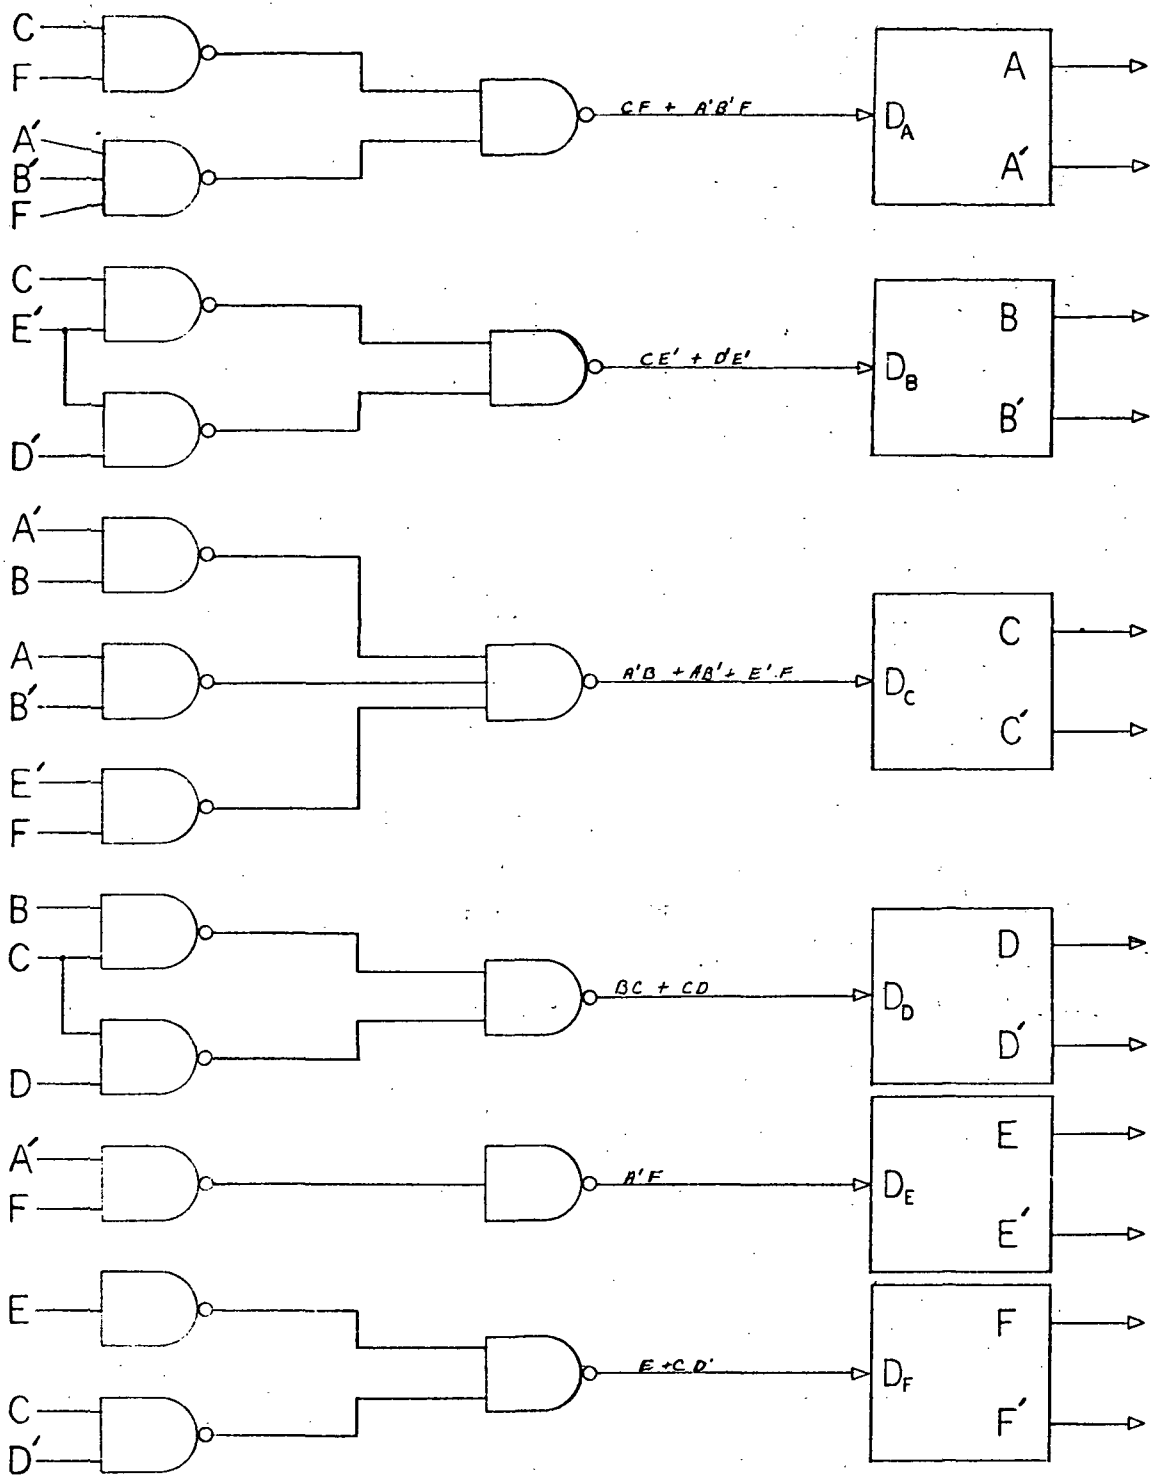 C
F
A'
B'
F
CF + A'B'F
D_A
A
A'
C
E'
D'
CE' + D'E'
D_B
B
B'
A'
B
A
B'
E'
F
A'B + AB' + E'.F
D_C
C
C'
B
C
D
BC + CD
D_D
D
D'
A'
F
A'F
D_E
E
E'
E
C
D'
E + CD'
D_F
F
F'